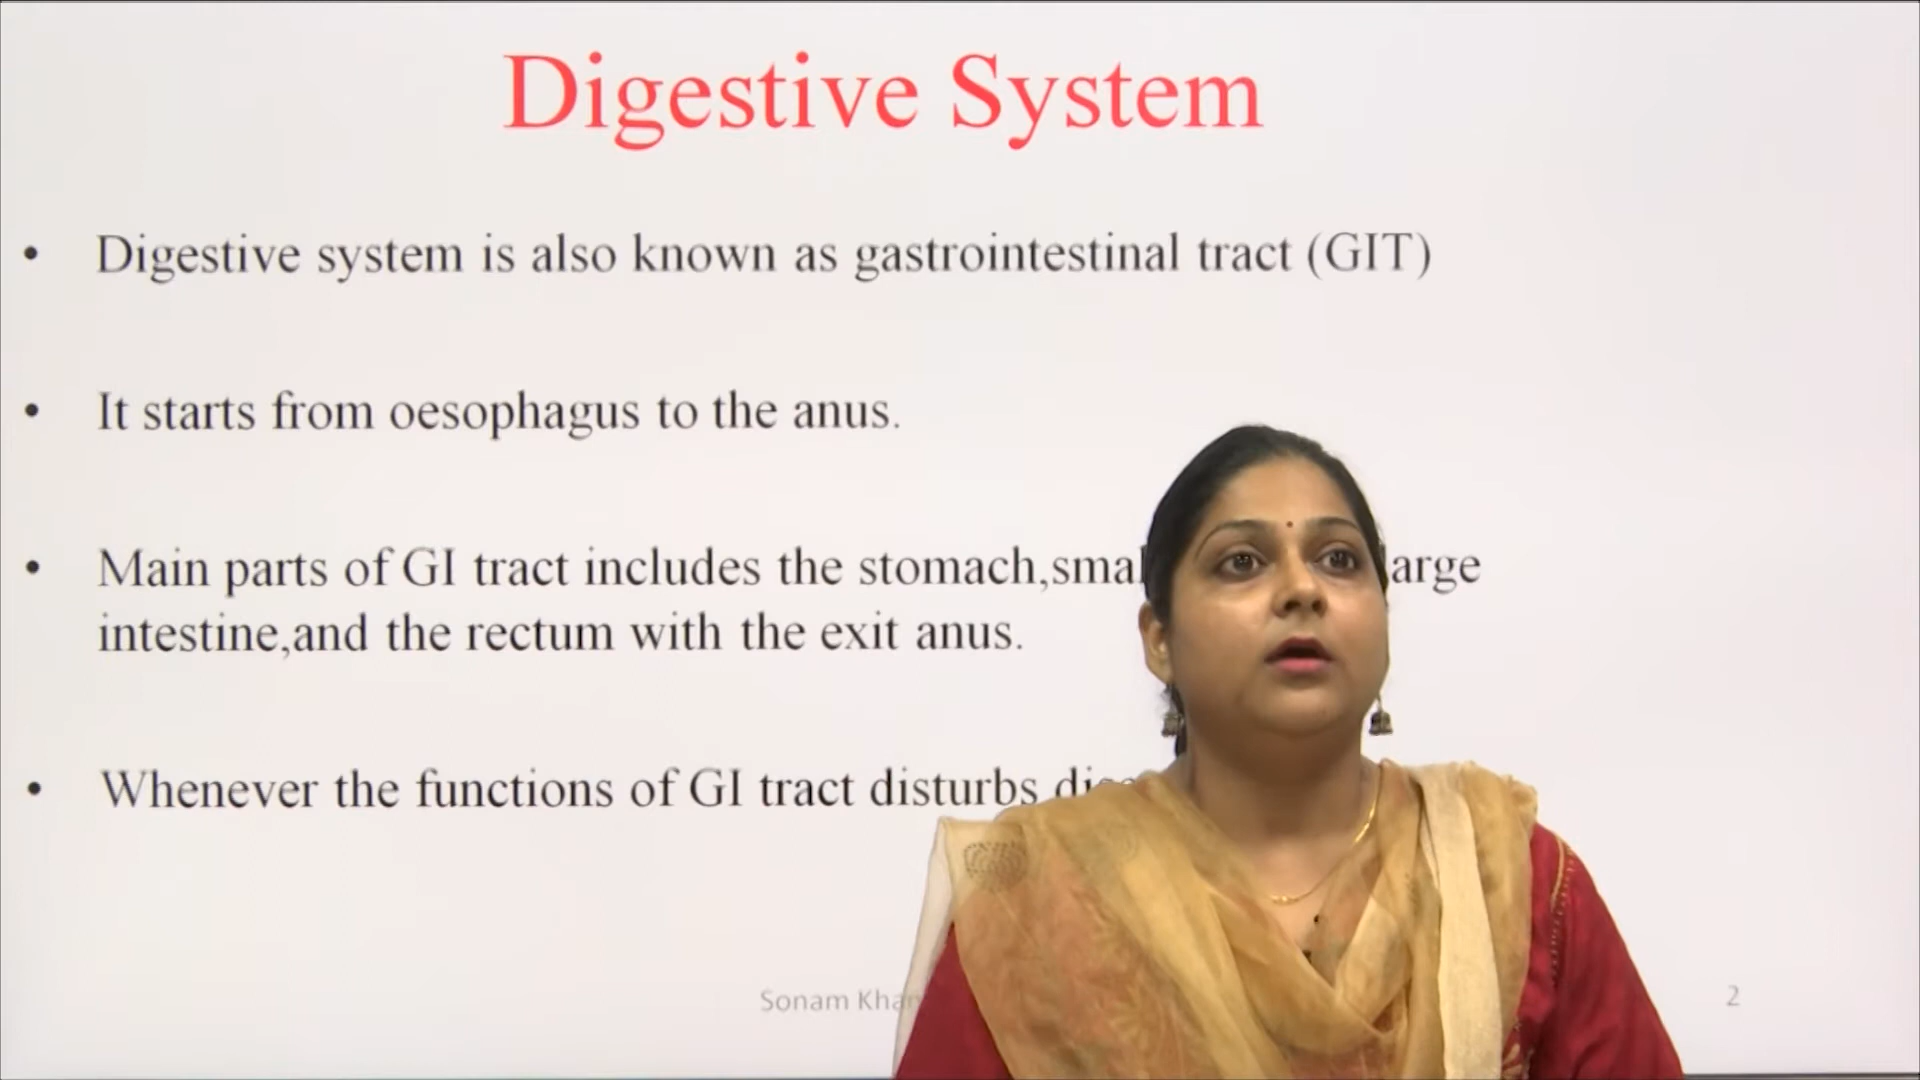 Digestive System
• Digestive system is also known as gastrointestinal tract (GIT)
• It starts from oesophagus to the anus.
• Main parts of GI tract includes the stomach,
intestine,and the rectum with the exit anus.
• Whenever the functions of GI tract disturbs
Sonam
2